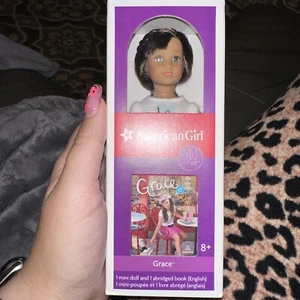 American Girl
Grace
8+
Grace™
1 mini doll and 1 abridged book (English)
1 mini-poupée et 1 livre abrégé (anglais)